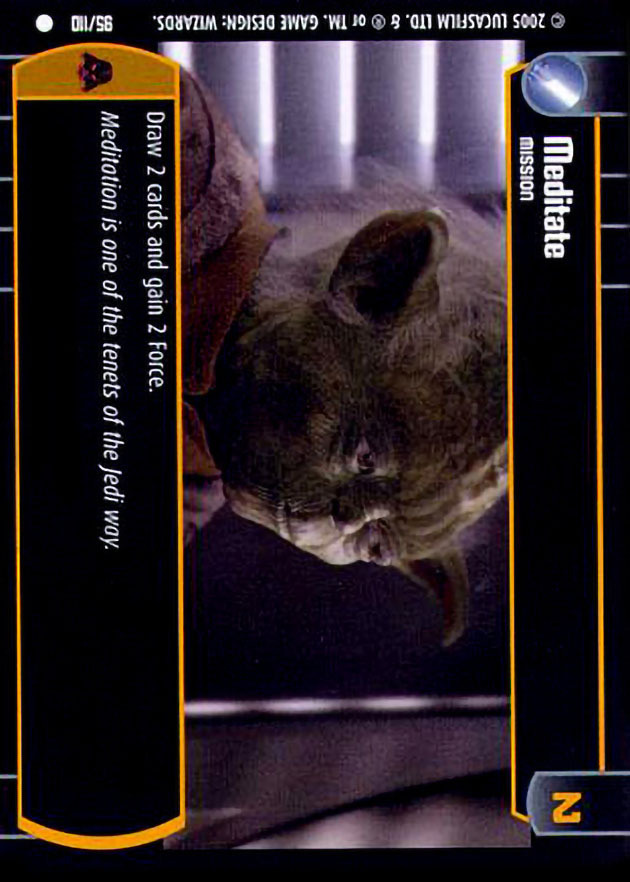 Meditate
MISSION
2
Draw 2 cards and gain 2 Force.
Meditation is one of the tenets of the Jedi way.
© 2005 LUCASFILM LTD. & ® or TM. GAME DESIGN: WIZARDS.
95/110